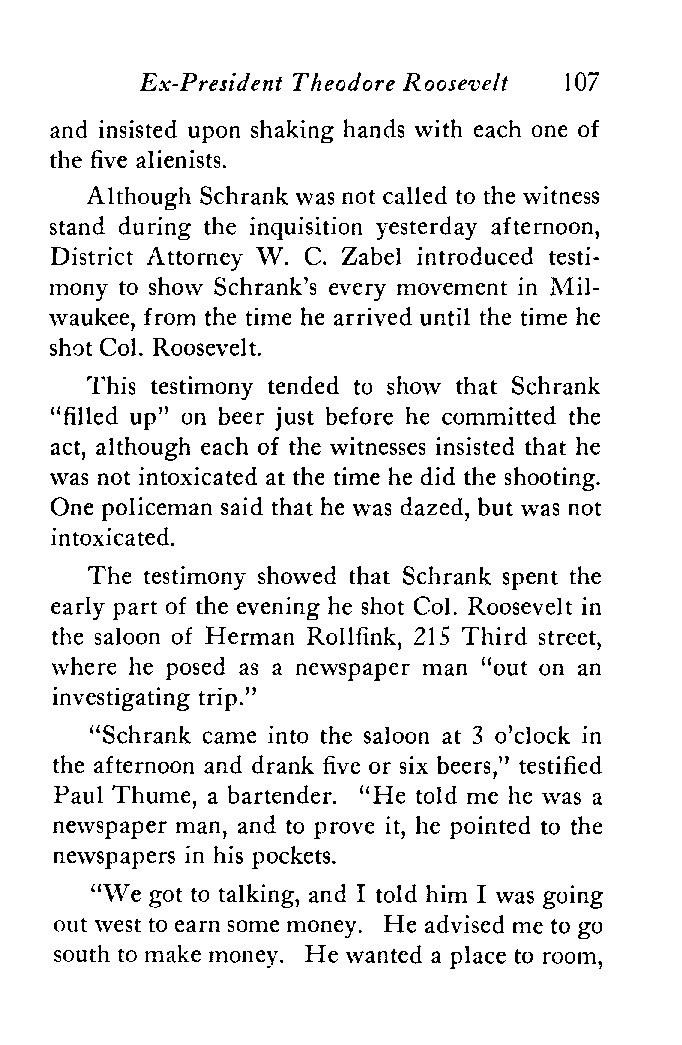 Ex-President Theodore Roosevelt 107
and insisted upon shaking hands with each one of
the five alienists.
Although Schrank was not called to the witness
stand during the inquisition yesterday afternoon,
District Attorney W. C. Zabel introduced testi-
mony to show Schrank's every movement in Mil-
waukee, from the time he arrived until the time he
shot Col. Roosevelt.
This testimony tended to show that Schrank
“filled up” on beer just before he committed the
act, although each of the witnesses insisted that he
was not intoxicated at the time he did the shooting.
One policeman said that he was dazed, but was not
intoxicated.
The testimony showed that Schrank spent the
early part of the evening he shot Col. Roosevelt in
the saloon of Herman Rollfink, 215 Third street,
where he posed as a newspaper man “out on an
investigating trip.”
“Schrank came into the saloon at 3 o'clock in
the afternoon and drank five or six beers,” testified
Paul Thume, a bartender. “He told me he was a
newspaper man, and to prove it, he pointed to the
newspapers in his pockets.
“We got to talking, and I told him I was going
out west to earn some money. He advised me to go
south to make money. He wanted a place to room,